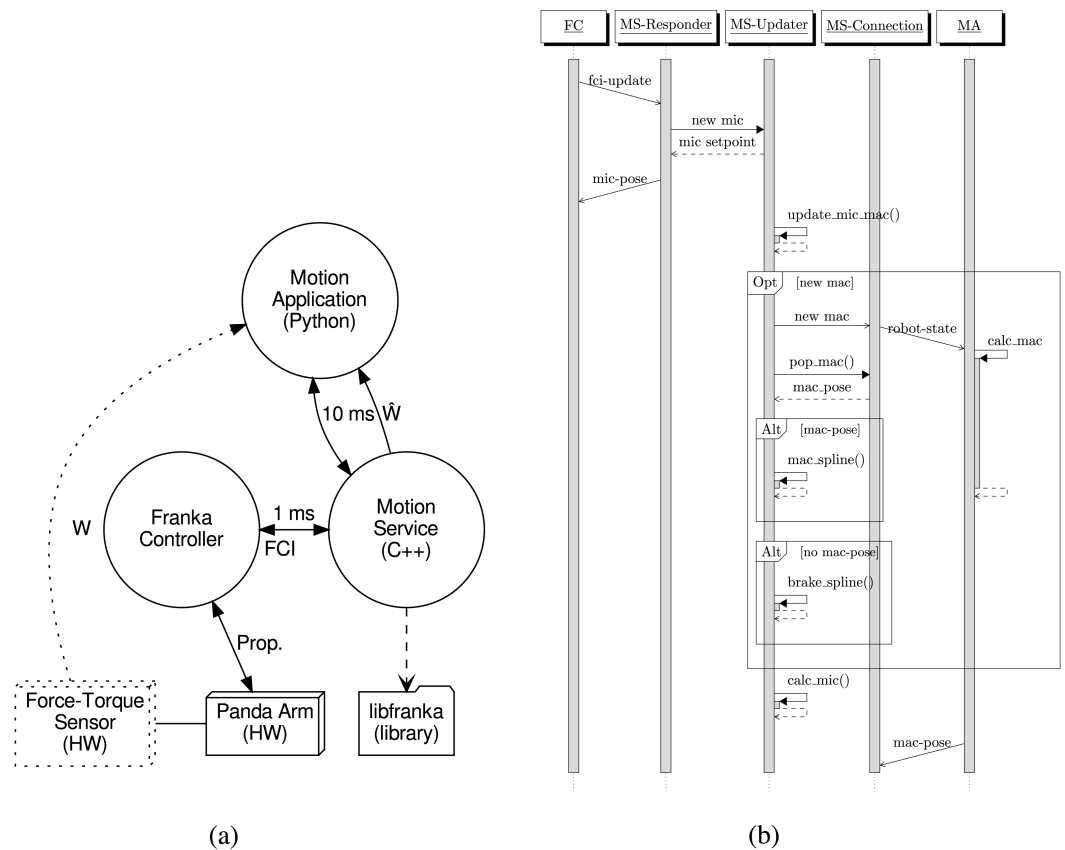 Motion
Application
(Python)
10 ms
Ŵ
W
Franka
Controller
1 ms
FCI
Motion
Service
(C++)
Prop.
Force-Torque
Sensor
(HW)
Panda Arm
(HW)
libfranka
(library)
(a)
FC
MS-Responder
MS-Updater
MS-Connection
MA
fci-update
new mic
mic setpoint
mic-pose
update_mic_mac()
Opt
[new mac]
new mac
robot-state
calc_mac
pop_mac()
mac_pose
Alt
[mac-pose]
mac_spline()
Alt
[no mac-pose]
brake_spline()
calc_mic()
mac-pose
(b)